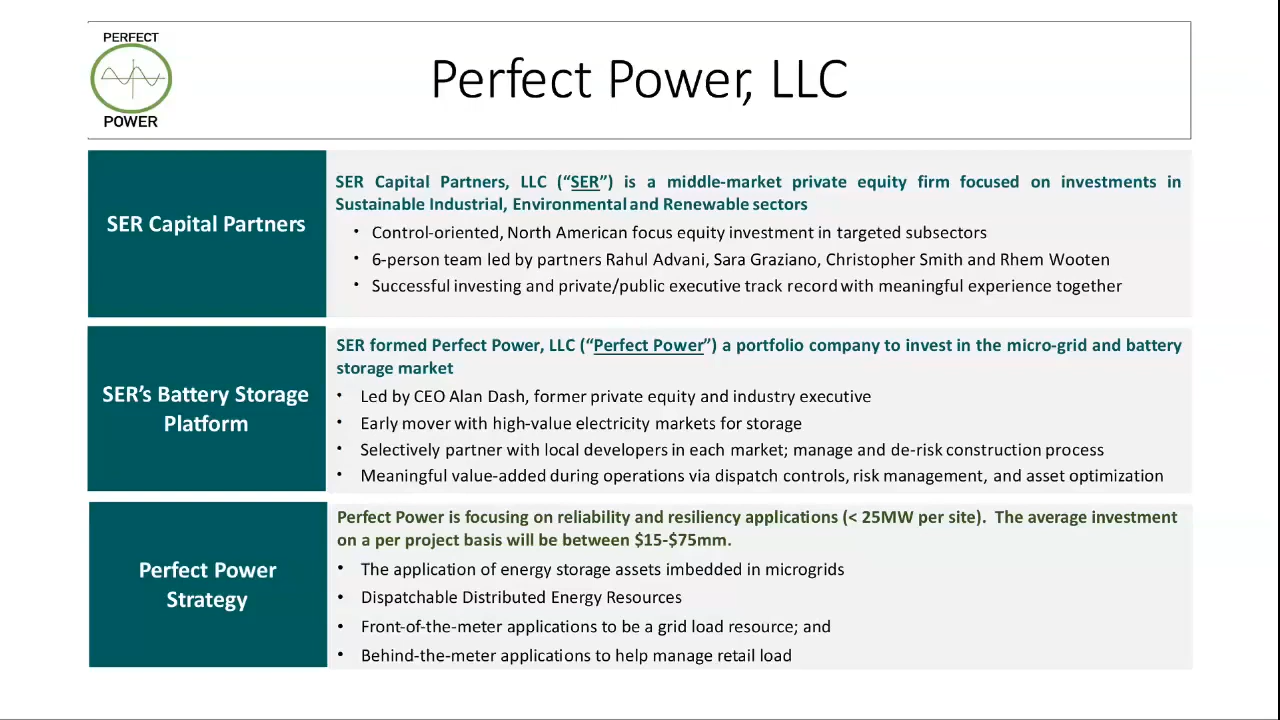 PERFECT
POWER
Perfect Power, LLC
SER Capital Partners
SER Capital Partners, LLC (“SER”) is a middle-market private equity firm focused on investments in
Sustainable Industrial, Environmental and Renewable sectors
• Control-oriented, North American focus equity investment in targeted subsectors
• 6-person team led by partners Rahul Advani, Sara Graziano, Christopher Smith and Rhem Wooten
• Successful investing and private/public executive track record with meaningful experience together
SER’s Battery Storage
Platform
SER formed Perfect Power, LLC (“Perfect Power”) a portfolio company to invest in the micro-grid and battery
storage market
• Led by CEO Alan Dash, former private equity and industry executive
• Early mover with high-value electricity markets for storage
• Selectively partner with local developers in each market; manage and de-risk construction process
• Meaningful value-added during operations via dispatch controls, risk management, and asset optimization
Perfect Power
Strategy
Perfect Power is focusing on reliability and resiliency applications (< 25MW per site). The average investment
on a per project basis will be between $15-$75mm.
• The application of energy storage assets imbedded in microgrids
• Dispatchable Distributed Energy Resources
• Front-of-the-meter applications to be a grid load resource; and
• Behind-the-meter applications to help manage retail load